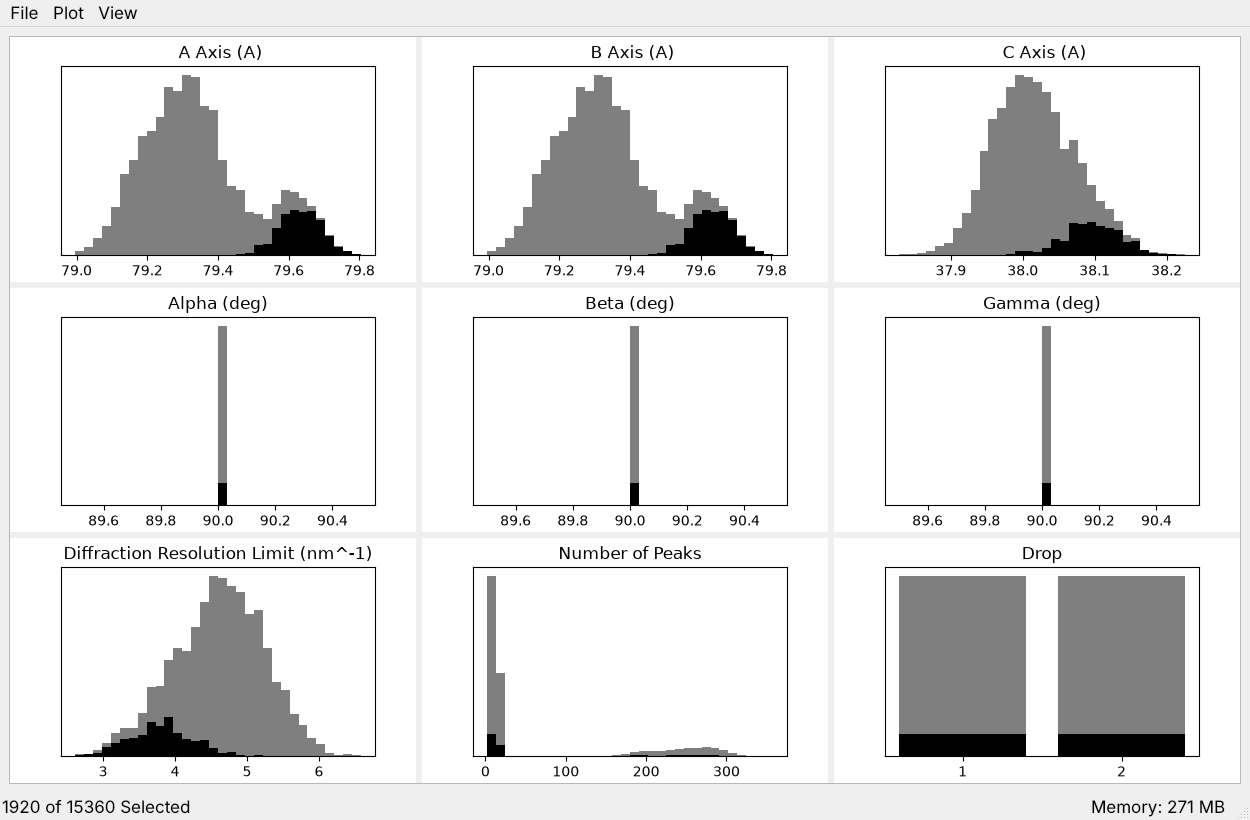 File Plot View
A Axis (A) B Axis (A) C Axis (A)
79.0 79.2 79.4 79.6 79.8 79.0 79.2 79.4 79.6 79.8 37.9 38.0 38.1 38.2
Alpha (deg) Beta (deg) Gamma (deg)
89.6 89.8 90.0 90.2 90.4 89.6 89.8 90.0 90.2 90.4 89.6 89.8 90.0 90.2 90.4
Diffraction Resolution Limit (nm^-1) Number of Peaks Drop
3 4 5 6 0 100 200 300 1 2
1920 of 15360 Selected Memory: 271 MB